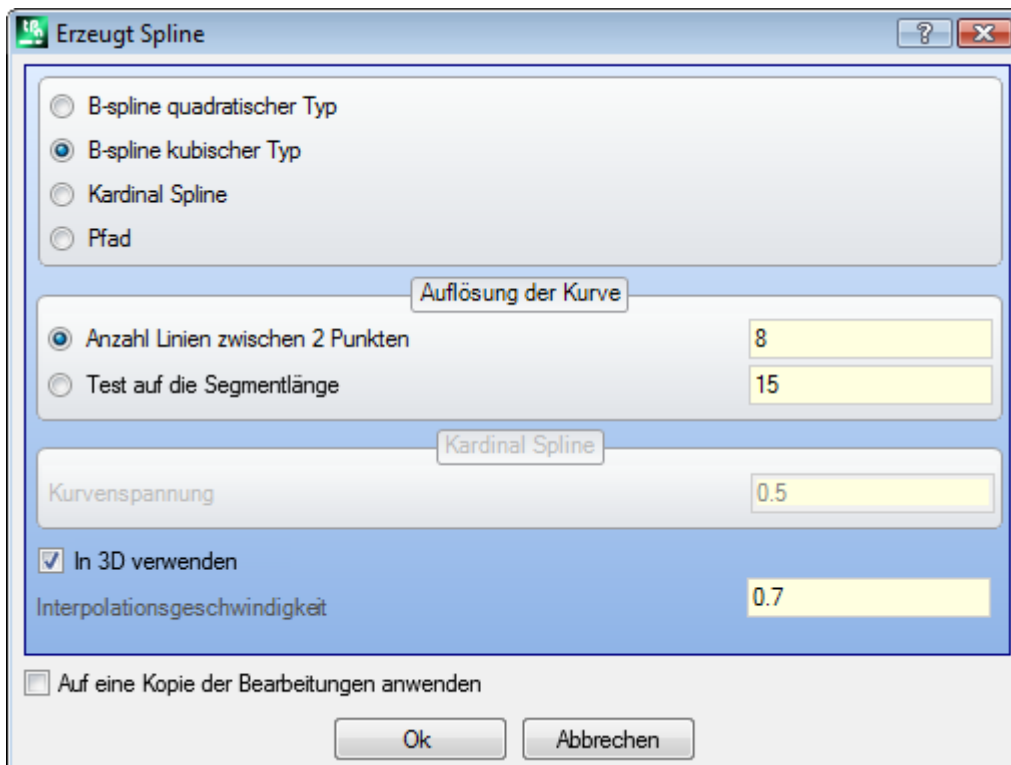 Erzeugt Spline
B-spline quadratischer Typ
B-spline kubischer Typ
Kardinal Spline
Pfad
Auflösung der Kurve
Anzahl Linien zwischen 2 Punkten 8
Test auf die Segmentlänge 15
Kardinal Spline
Kurvenspannung 0.5
In 3D verwenden
Interpolationsgeschwindigkeit 0.7
Auf eine Kopie der Bearbeitungen anwenden
Ok Abbrechen